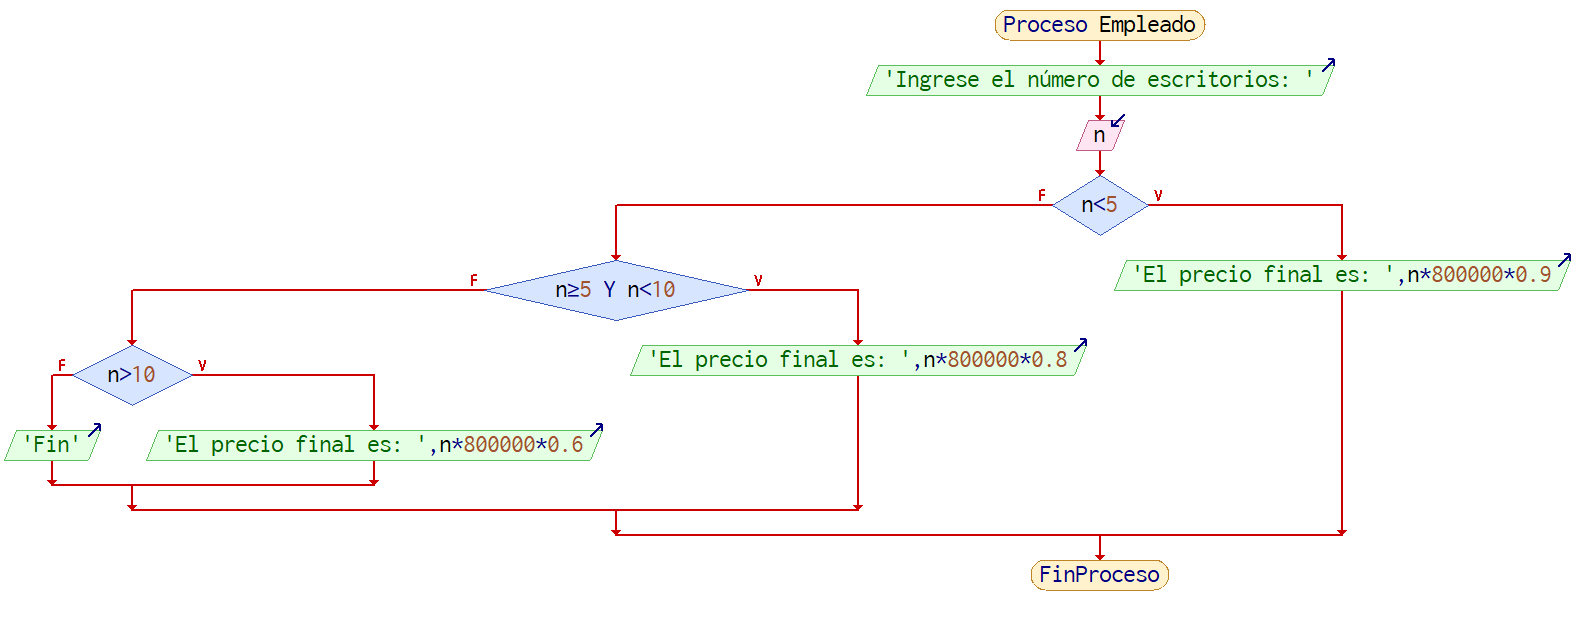 Proceso Empleado
'Ingrese el número de escritorios: '
n
n<5
F
V
n≥5 Y n<10
F
V
'El precio final es: ',n*800000*0.9
n>10
F
V
'El precio final es: ',n*800000*0.8
'Fin'
'El precio final es: ',n*800000*0.6
FinProceso